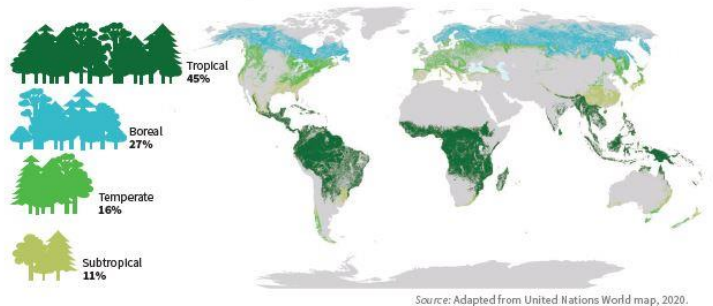 Tropical
45%
Boreal
27%
Temperate
16%
Subtropical
11%
Source: Adapted from United Nations World map, 2020.